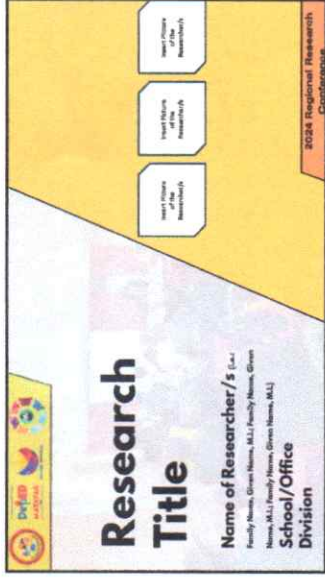 DepED
MATATAG
Research
Title
Name of Researcher/s (i.e.:
Family Name, Given Name, M.I.; Family Name, Given
Name, M.I.; Family Name, Given Name, M.I.)
School/Office
Division
Insert Picture
of the
Researcher/s
Insert Picture
of the
Researcher/s
Insert Picture
of the
Researcher/s
2024 Regional Research
Conference